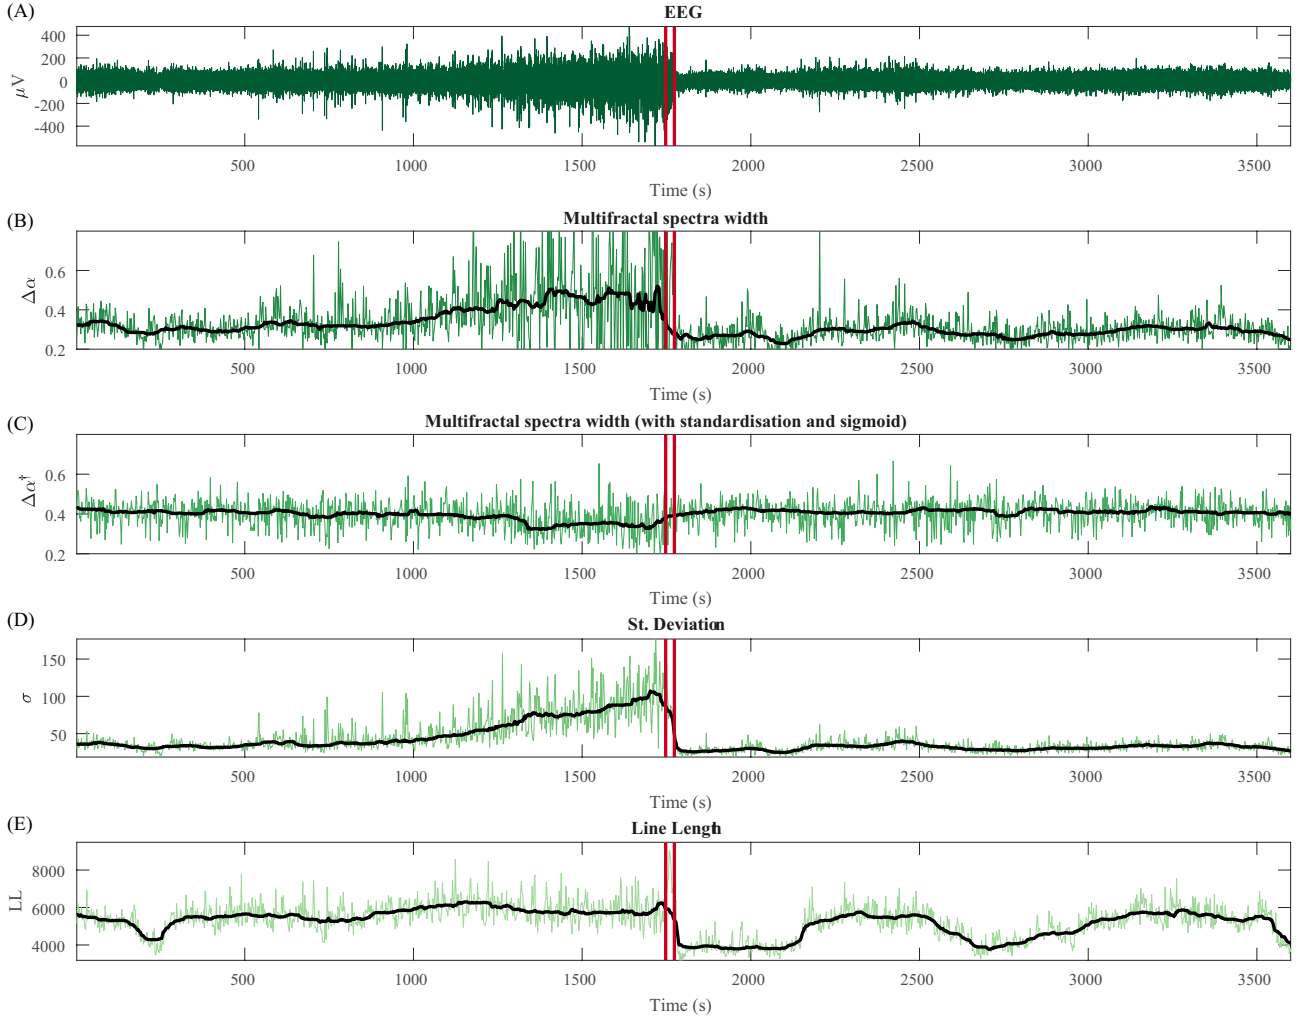 (A)
EEG
400
200
0
-200
-400
μV
500 1000 1500 2000 2500 3000 3500
Time (s)
(B)
Multifractal spectra width
0.6
0.4
0.2
Δα
500 1000 1500 2000 2500 3000 3500
Time (s)
(C)
Multifractal spectra width (with standardisation and sigmoid)
0.6
0.4
0.2
Δα†
500 1000 1500 2000 2500 3000 3500
Time (s)
(D)
St. Deviation
150
100
50
σ
500 1000 1500 2000 2500 3000 3500
Time (s)
(E)
Line Length
8000
6000
4000
LL
500 1000 1500 2000 2500 3000 3500
Time (s)